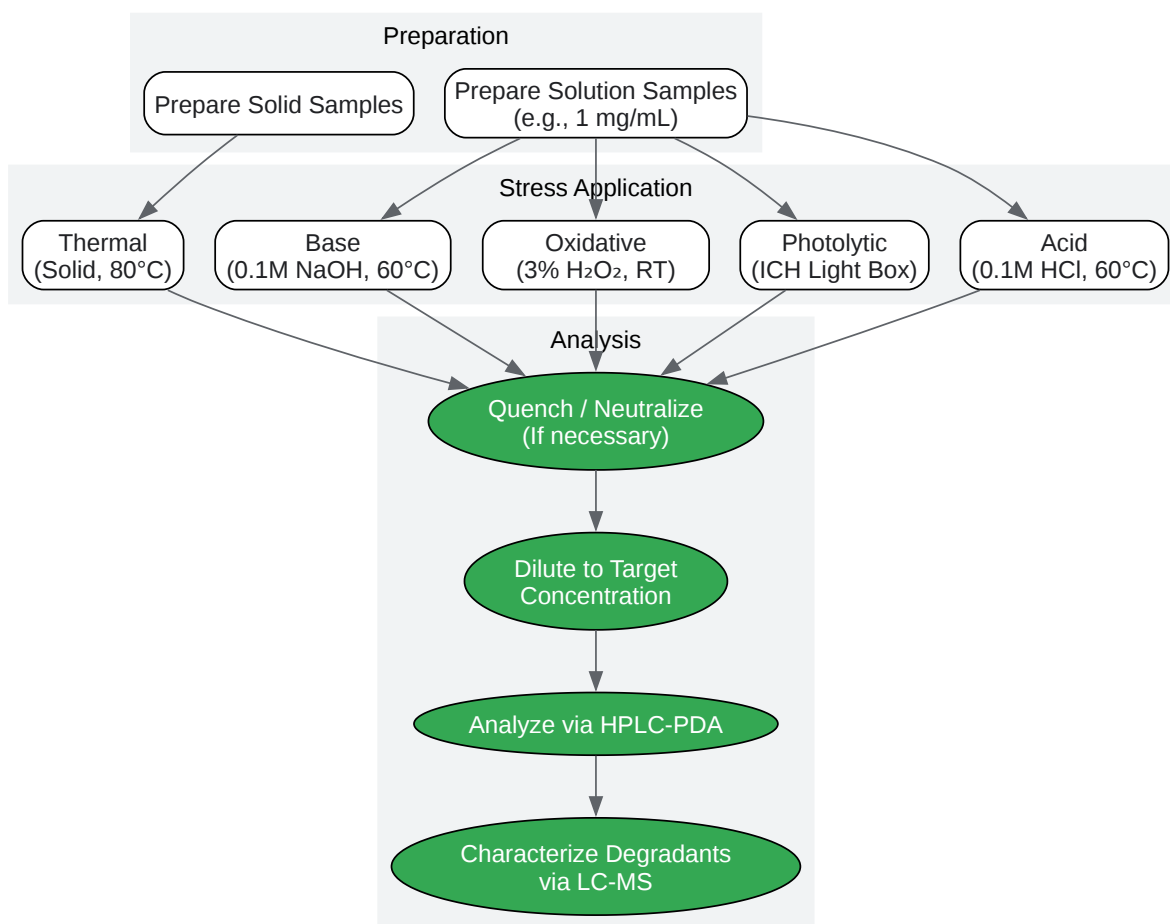 Preparation
Prepare Solid Samples
Prepare Solution Samples
(e.g., 1 mg/mL)
Stress Application
Thermal
(Solid, 80°C)
Base
(0.1M NaOH, 60°C)
Oxidative
(3% H₂O₂, RT)
Photolytic
(ICH Light Box)
Acid
(0.1M HCl, 60°C)
Analysis
Quench / Neutralize
(If necessary)
Dilute to Target
Concentration
Analyze via HPLC-PDA
Characterize Degradants
via LC-MS